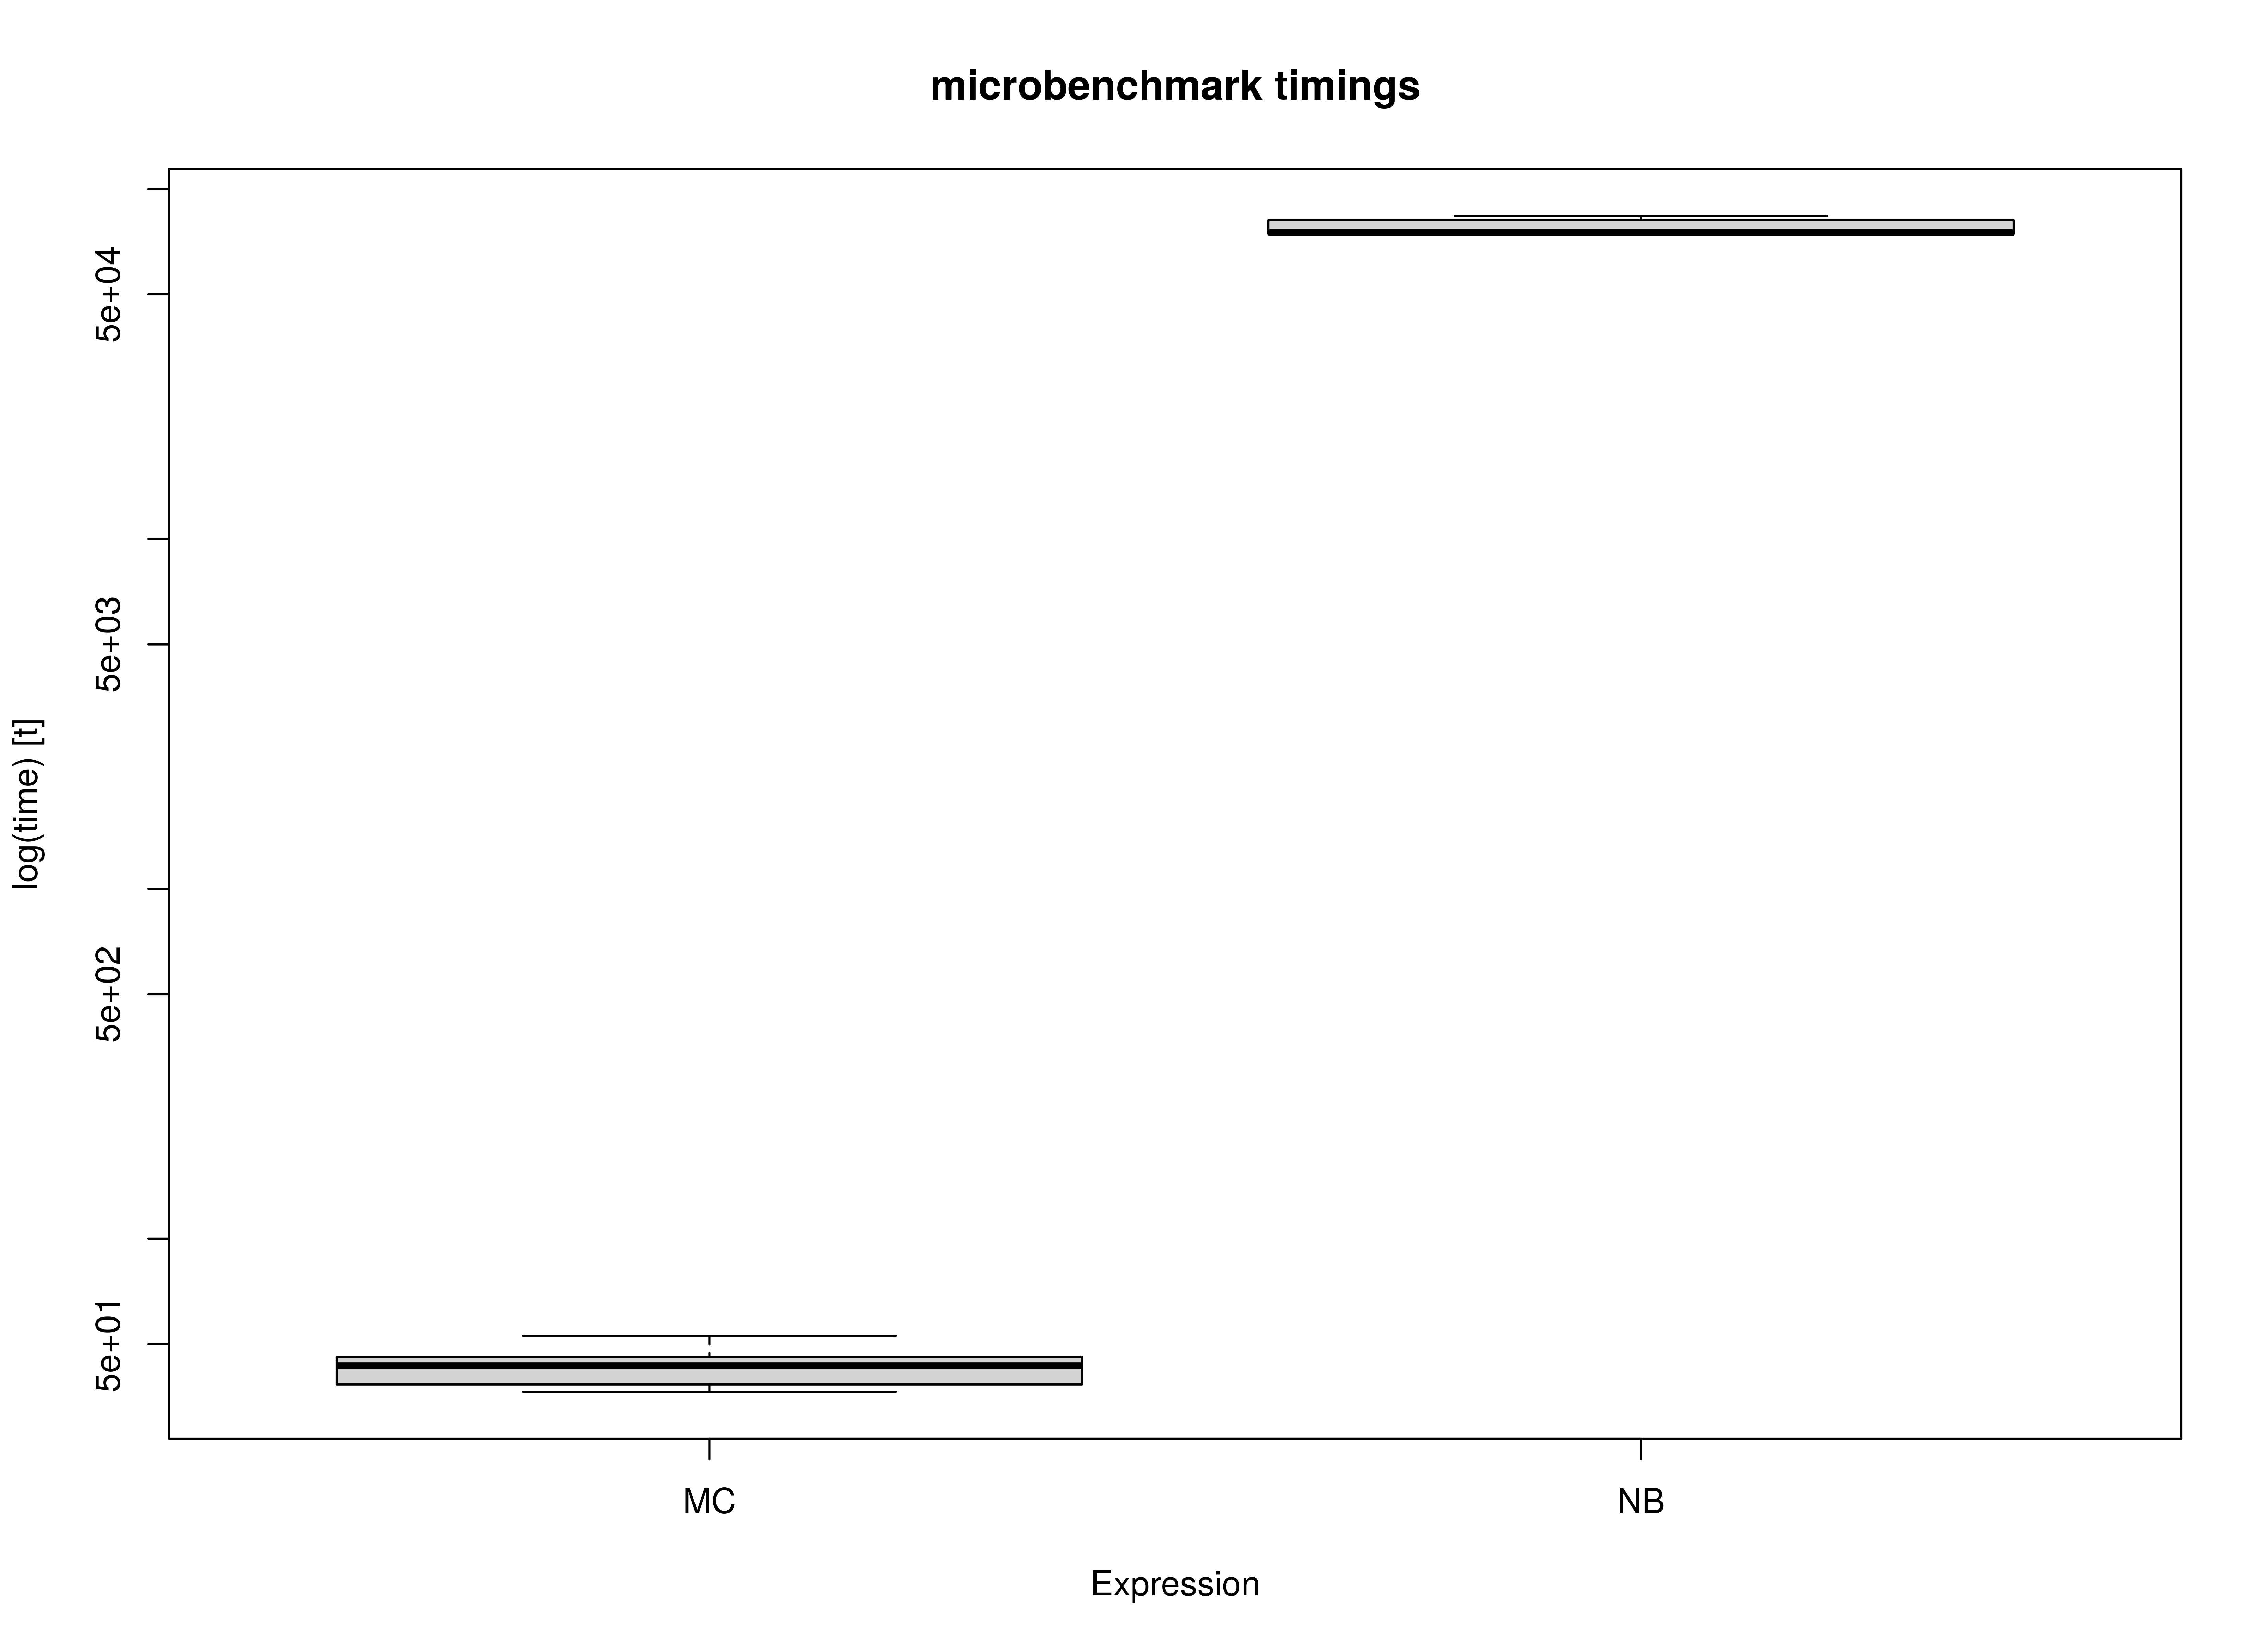 microbenchmark timings
log(time) [t]
5e+04
5e+03
5e+02
5e+01
MC
NB
Expression